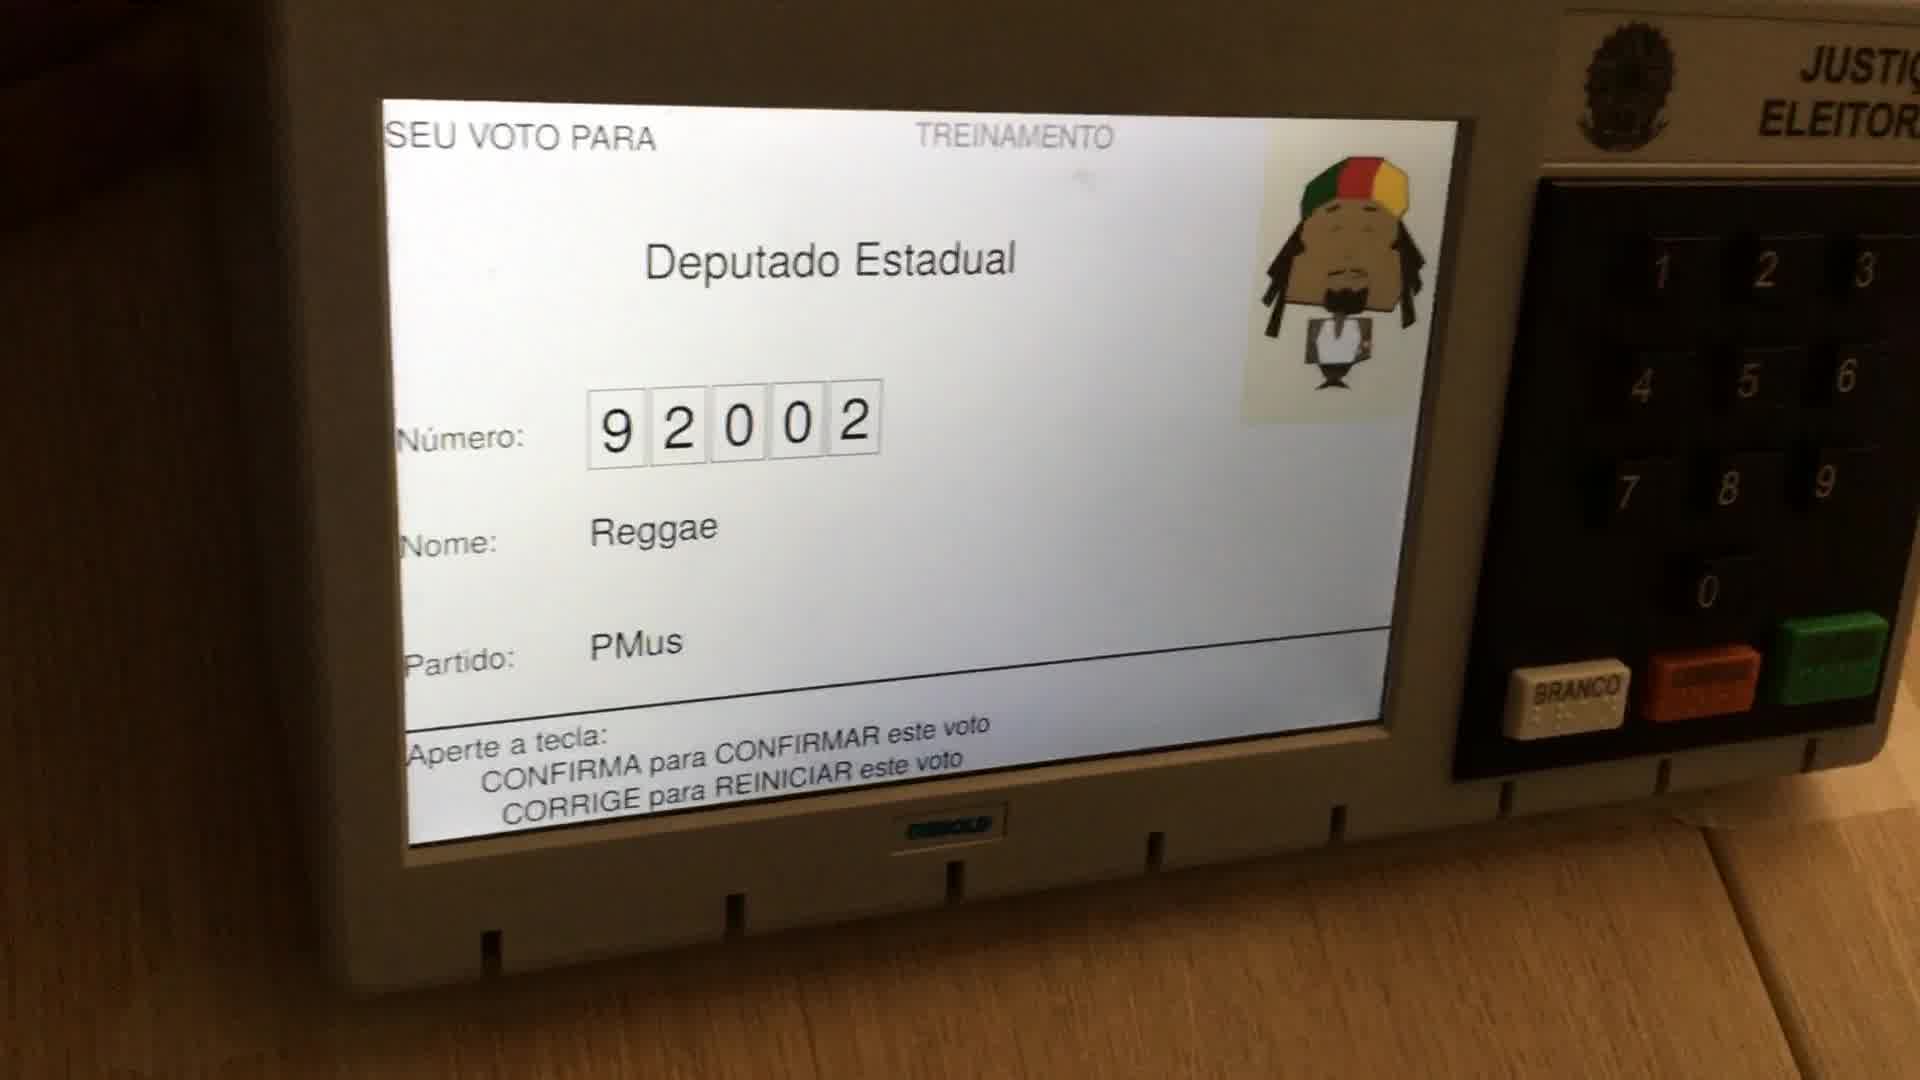 SEU VOTO PARA
TREINAMENTO
Deputado Estadual
Número: 92002
Nome: Reggae
Partido: PMus
Aperte a tecla:
CONFIRMA para CONFIRMAR este voto
CORRIGE para REINICIAR este voto
JUSTIÇ
ELEITOR
1 2 3
4 5 6
7 8 9
0
BRANCO